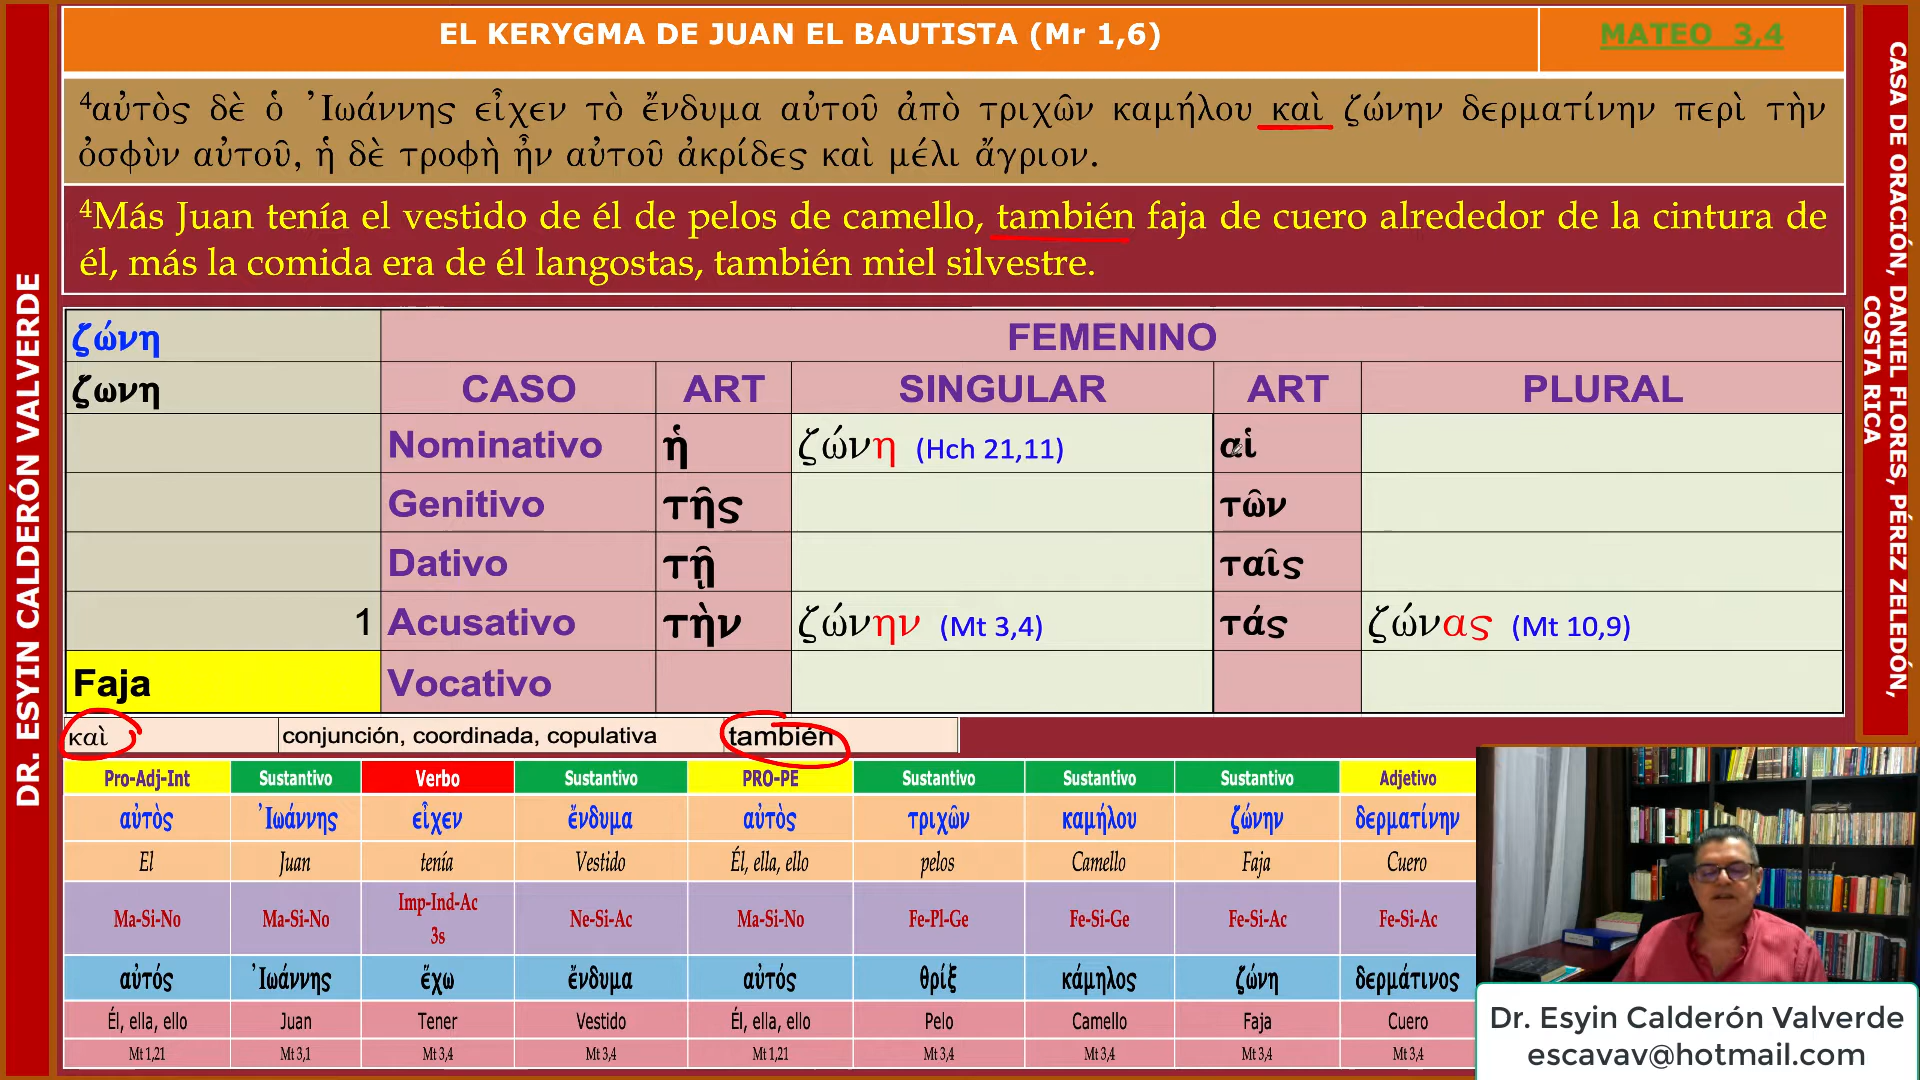 EL KERYGMA DE JUAN EL BAUTISTA (Mr 1,6)
MATEO 3,4
⁴αὐτὸς δὲ ὁ Ἰωάννης εἶχεν τὸ ἔνδυμα αὐτοῦ ἀπὸ τριχῶν καμήλου καὶ ζώνην δερματίνην περὶ τὴν
ὀσφὺν αὐτοῦ, ἡ δὲ τροφὴ ἦν αὐτοῦ ἀκρίδες καὶ μέλι ἄγριον.
⁴Más Juan tenía el vestido de él de pelos de camello, también faja de cuero alrededor de la cintura de
él, más la comida era de él langostas, también miel silvestre.
ζώνη FEMENINO
ζωνη CASO ART SINGULAR ART PLURAL
Nominativo ἡ ζώνη (Hch 21,11) αἱ
Genitivo τῆς τῶν
Dativo τῇ ταῖς
1 Acusativo τὴν ζώνην (Mt 3,4) τάς ζώνας (Mt 10,9)
Faja Vocativo
καὶ conjunción, coordinada, copulativa también
Pro-Adj-Int Sustantivo Verbo Sustantivo PRO-PE Sustantivo Sustantivo Sustantivo Adjetivo
αὐτὸς Ἰωάννης εἶχεν ἔνδυμα αὐτὸς τριχῶν καμήλου ζώνην δερματίνην
El Juan tenía Vestido Él, ella, ello pelos Camello Faja Cuero
Ma-Si-No Ma-Si-No Imp-Ind-Ac 3s Ne-Si-Ac Ma-Si-No Fe-Pl-Ge Fe-Si-Ge Fe-Si-Ac Fe-Si-Ac
αὐτός Ἰωάννης ἔχω ἔνδυμα αὐτός θρίξ κάμηλος ζώνη δερμάτινος
Él, ella, ello Juan Tener Vestido Él, ella, ello Pelo Camello Faja Cuero
Mt 1,21 Mt 3,1 Mt 3,4 Mt 3,4 Mt 1,21 Mt 3,4 Mt 3,4 Mt 3,4 Mt 3,4
DR. ESYIN CALDERÓN VALVERDE
CASA DE ORACIÓN, DANIEL FLORES, PÉREZ ZELEDÓN,
COSTA RICA
Dr. Esyin Calderón Valverde
escavav@hotmail.com